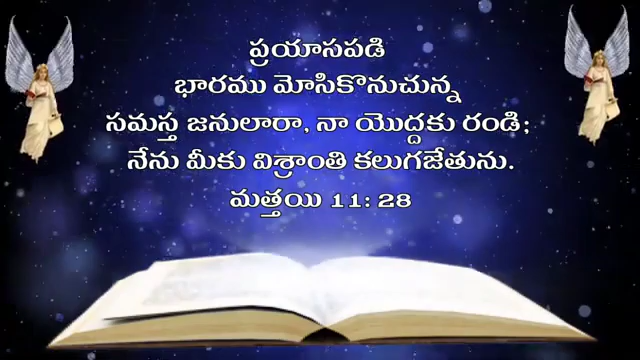 ప్రయాసపడి
భారము మోసికొనుచున్న
సమస్త జనులారా, నా యొద్దకు రండి;
నేను మీకు విశ్రాంతి కలుగజేతును.
మత్తయి 11: 28